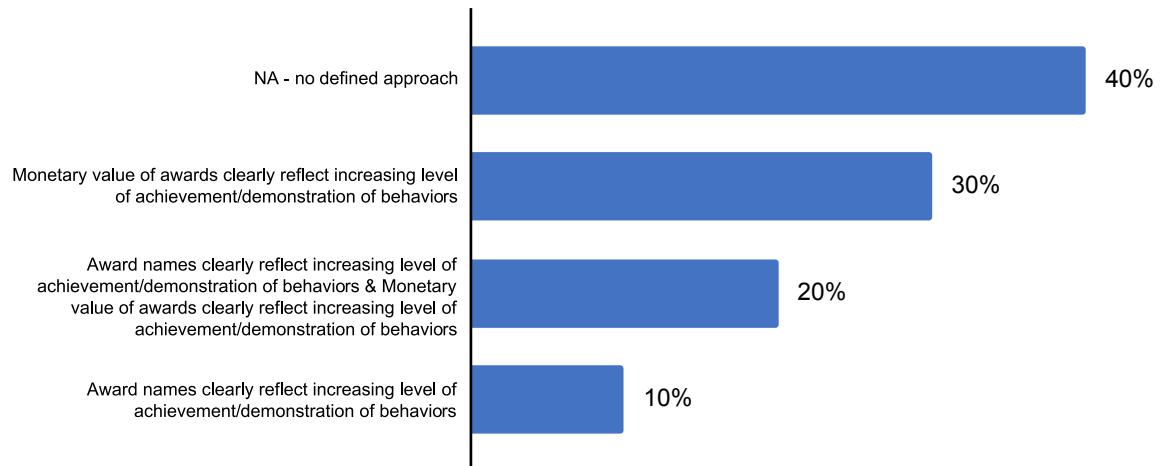 NA - no defined approach
40%
Monetary value of awards clearly reflect increasing level
of achievement/demonstration of behaviors
30%
Award names clearly reflect increasing level of
achievement/demonstration of behaviors & Monetary
value of awards clearly reflect increasing level of
achievement/demonstration of behaviors
20%
Award names clearly reflect increasing level of
achievement/demonstration of behaviors
10%